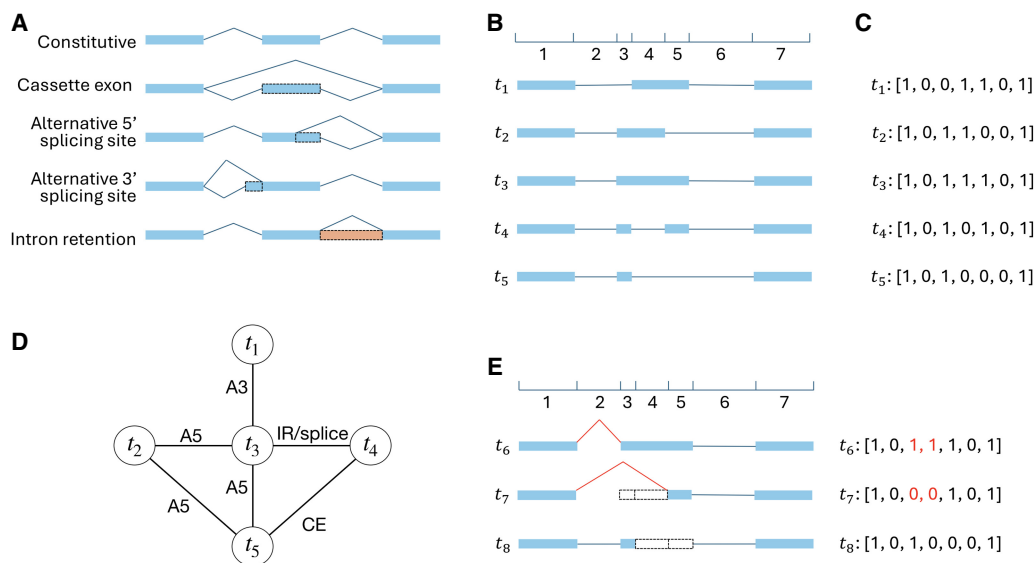 A
Constitutive
Cassette exon
Alternative 5’
splicing site
Alternative 3’
splicing site
Intron retention
B
1 2 3 4 5 6 7
t1
t2
t3
t4
t5
C
t1: [1, 0, 0, 1, 1, 0, 1]
t2: [1, 0, 1, 1, 0, 0, 1]
t3: [1, 0, 1, 1, 1, 0, 1]
t4: [1, 0, 1, 0, 1, 0, 1]
t5: [1, 0, 1, 0, 0, 0, 1]
D
t1
A3
t2 A5 t3 IR/splice t4
A5 A5 CE
t5
E
1 2 3 4 5 6 7
t6 t6: [1, 0, 1, 1, 1, 0, 1]
t7 t7: [1, 0, 0, 0, 1, 0, 1]
t8 t8: [1, 0, 1, 0, 0, 0, 1]